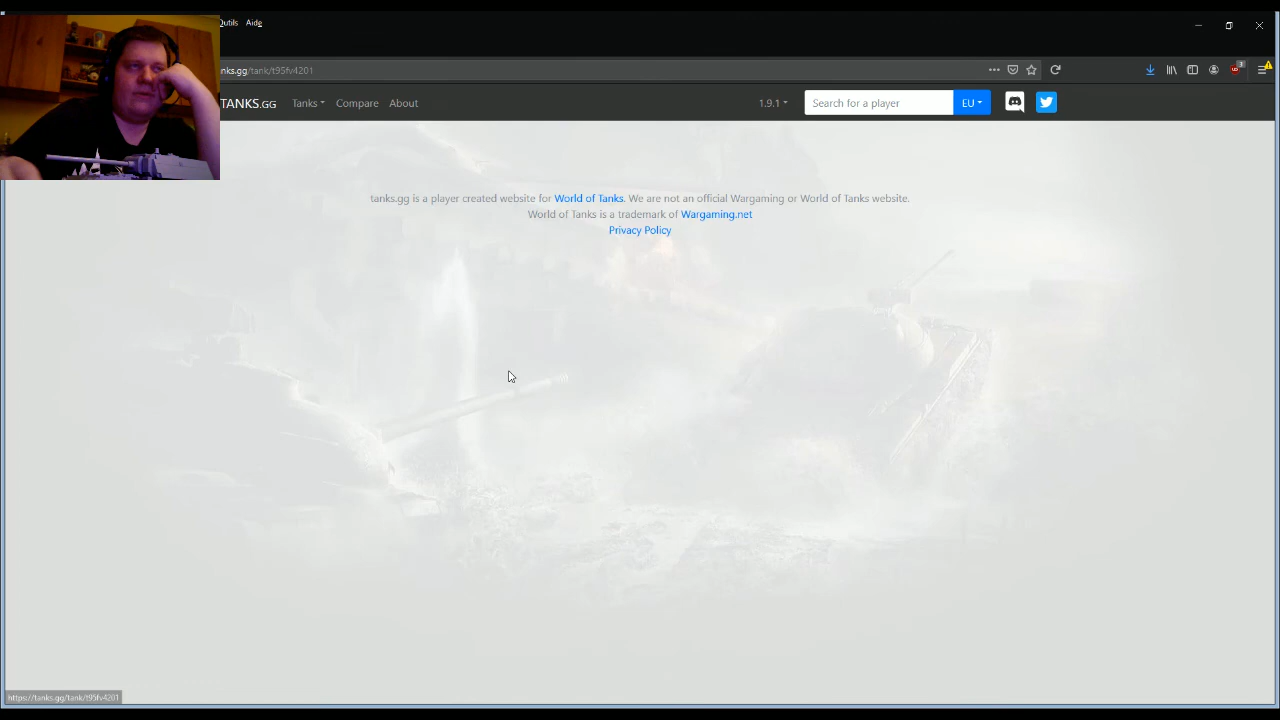 Outils Aide
nks.gg/tank/t95fv4201
TANKS.GG Tanks Compare About 1.9.1 Search for a player EU
3
tanks.gg is a player created website for World of Tanks. We are not an official Wargaming or World of Tanks website.
World of Tanks is a trademark of Wargaming.net
Privacy Policy
https://tanks.gg/tank/t95fv4201